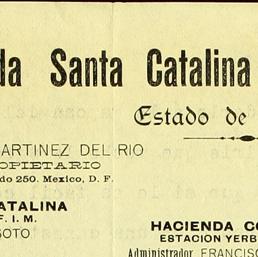 da Santa Catalina
Estado de
ARTINEZ DEL RIO
OPIETARIO
do 250. Mexico, D. F.
CATALINA
F. I. M.
SOTO
HACIENDA CO
ESTACION YERB
Administrador FRANCISC